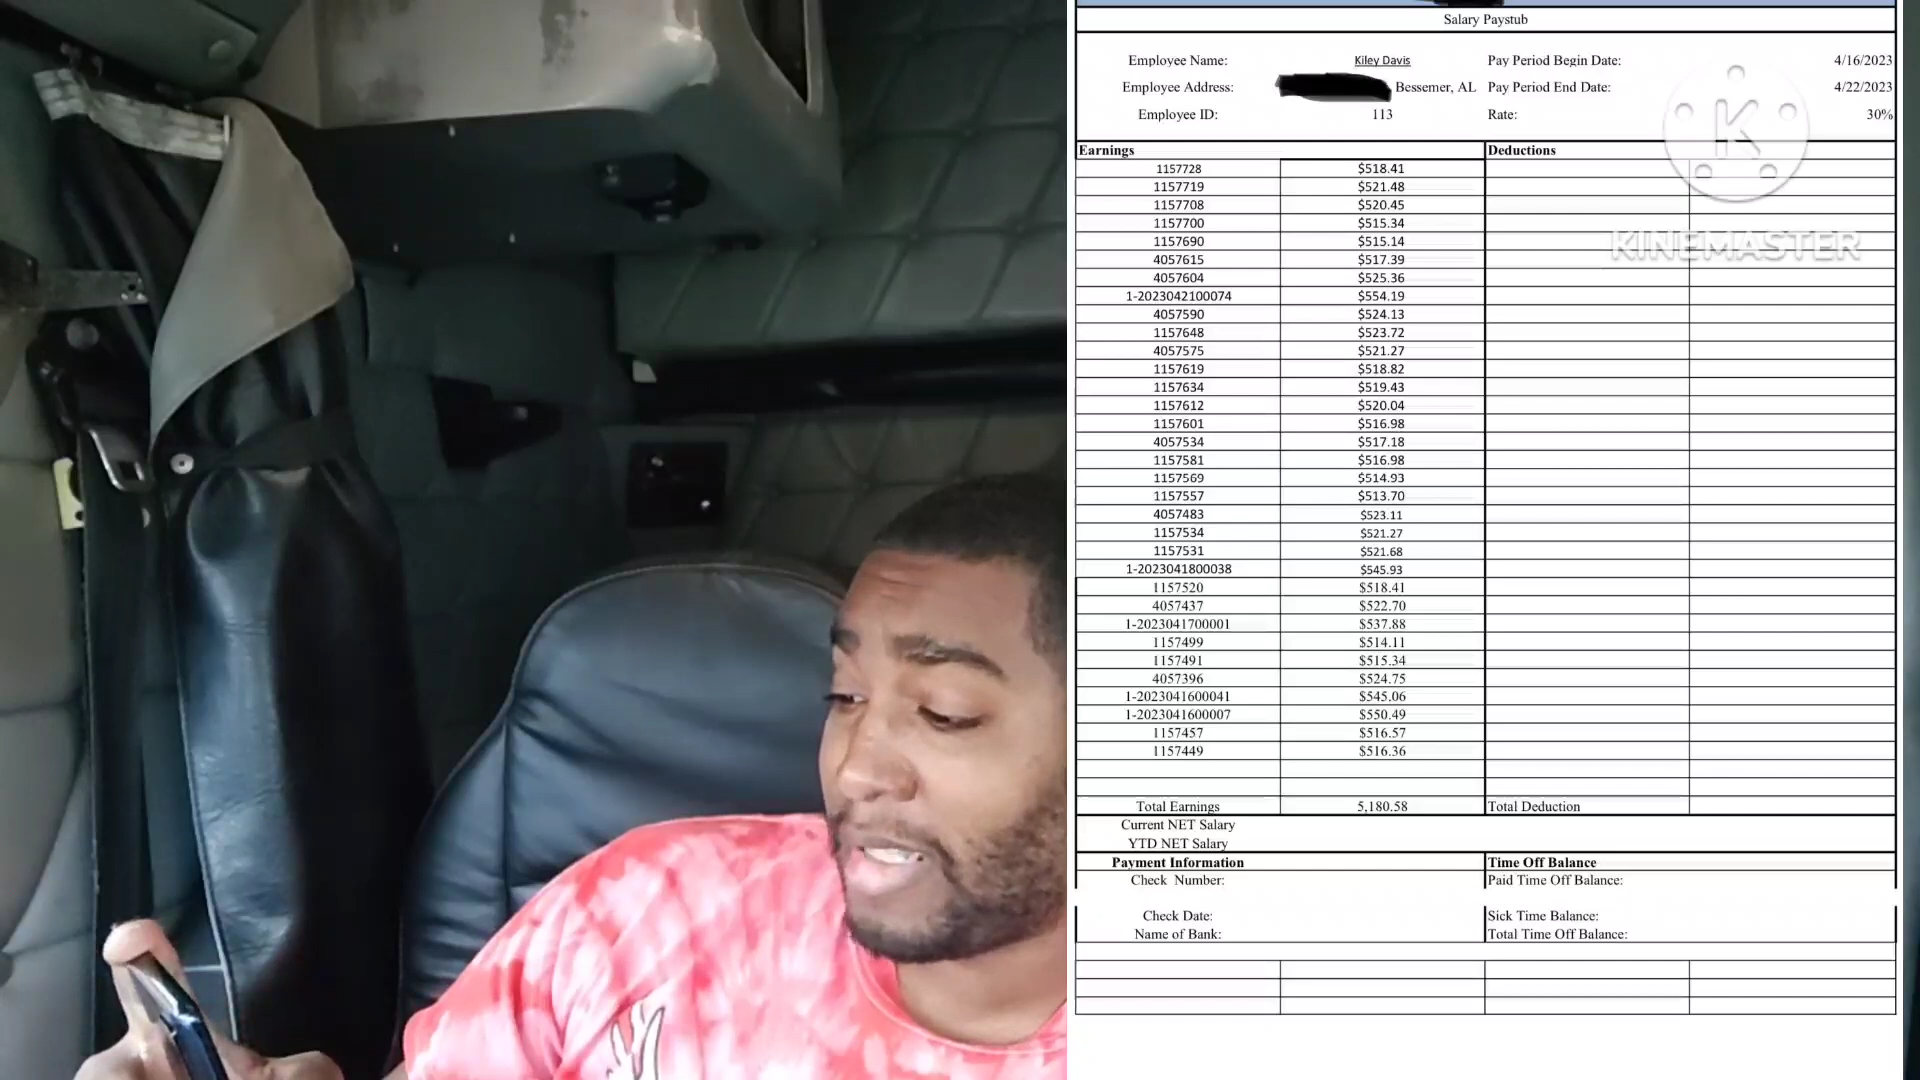 Salary Paystub
Employee Name: Kiley Davis Pay Period Begin Date: 4/16/2023
Employee Address: Bessemer, AL Pay Period End Date: 4/22/2023
Employee ID: 113 Rate: 30%
Earnings Deductions
1157728 $518.41
1157719 $521.48
1157708 $520.45
1157700 $515.34
1157690 $515.14
KINEMASTER
4057615 $517.39
4057604 $525.36
1-2023042100074 $554.19
4057590 $524.13
1157648 $523.72
4057575 $521.27
1157619 $518.82
1157634 $519.43
1157612 $520.04
1157601 $516.98
4057534 $517.18
1157581 $516.98
1157569 $514.93
1157557 $513.70
4057483 $523.11
1157534 $521.27
1157531 $521.68
1-2023041800038 $545.93
1157520 $518.41
4057437 $522.70
1-2023041700001 $537.88
1157499 $514.11
1157491 $515.34
4057396 $524.75
1-2023041600041 $545.06
1-2023041600007 $550.49
1157457 $516.57
1157449 $516.36
Total Earnings 5,180.58 Total Deduction
Current NET Salary
YTD NET Salary
Payment Information Time Off Balance
Check Number: Paid Time Off Balance:
Check Date: Sick Time Balance:
Name of Bank: Total Time Off Balance: